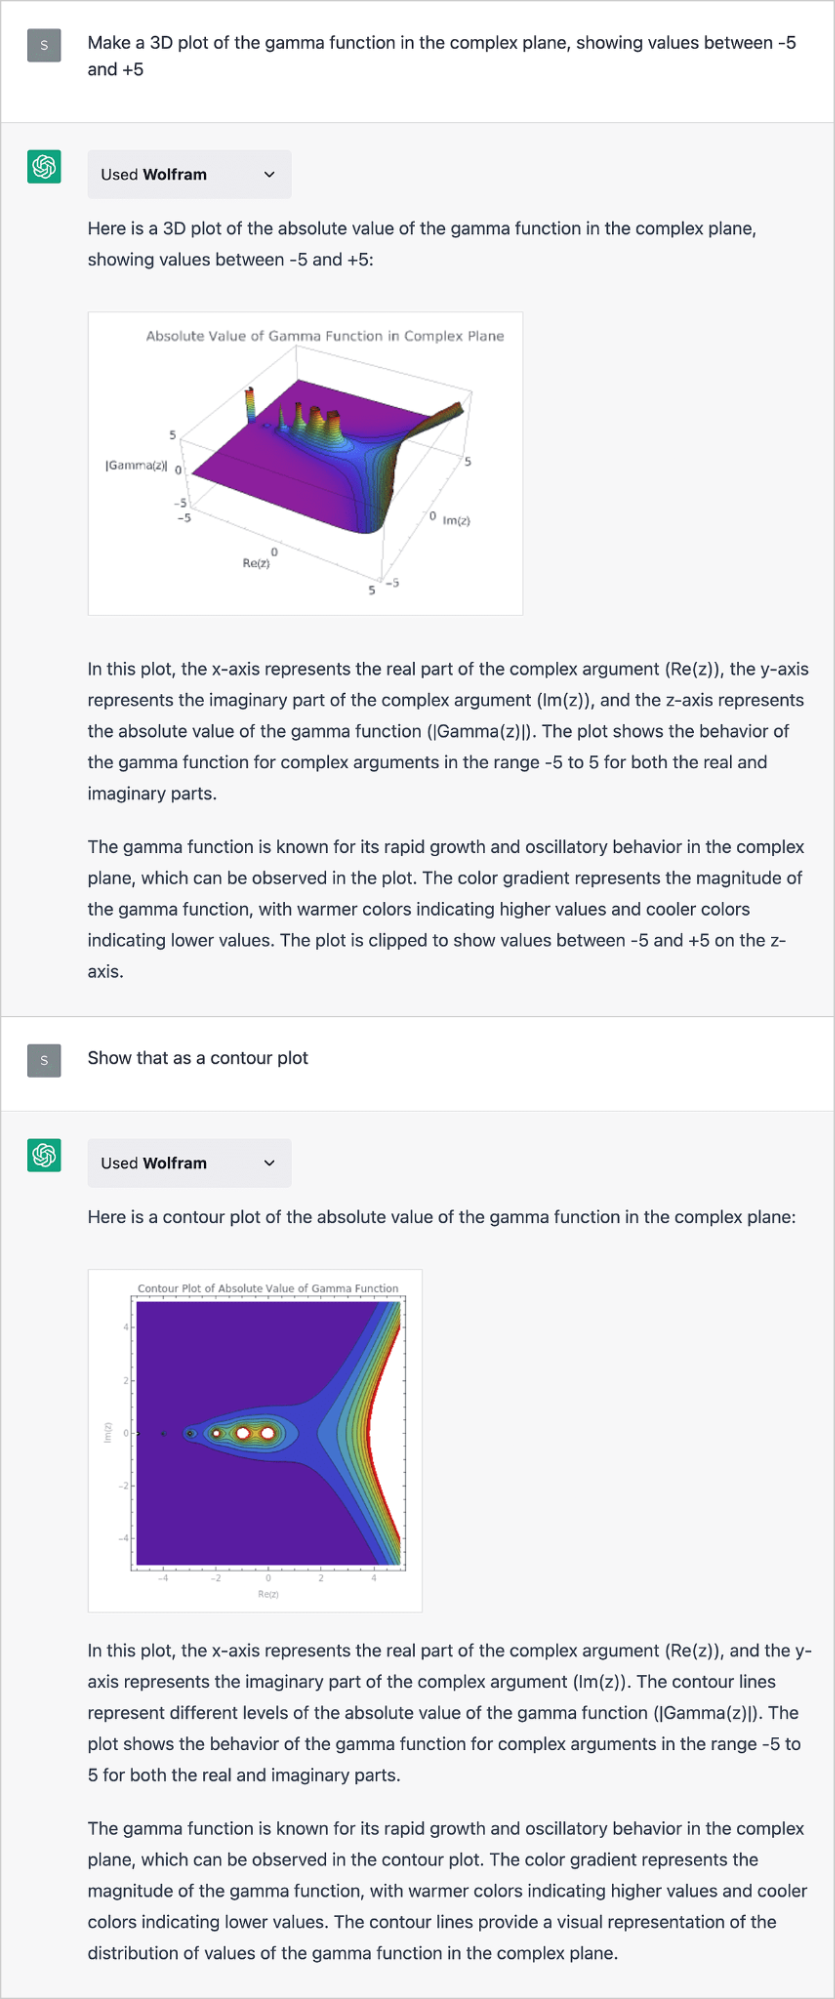 S
Make a 3D plot of the gamma function in the complex plane, showing values between -5
and +5
Used Wolfram
Here is a 3D plot of the absolute value of the gamma function in the complex plane,
showing values between -5 and +5:
Absolute Value of Gamma Function in Complex Plane
5
|Gamma(z)| 0
-5
-5
0
Re(z)
5
-5
0 Im(z)
5
In this plot, the x-axis represents the real part of the complex argument (Re(z)), the y-axis
represents the imaginary part of the complex argument (Im(z)), and the z-axis represents
the absolute value of the gamma function (|Gamma(z)|). The plot shows the behavior of
the gamma function for complex arguments in the range -5 to 5 for both the real and
imaginary parts.
The gamma function is known for its rapid growth and oscillatory behavior in the complex
plane, which can be observed in the plot. The color gradient represents the magnitude of
the gamma function, with warmer colors indicating higher values and cooler colors
indicating lower values. The plot is clipped to show values between -5 and +5 on the z-
axis.
S
Show that as a contour plot
Used Wolfram
Here is a contour plot of the absolute value of the gamma function in the complex plane:
Contour Plot of Absolute Value of Gamma Function
4
2
Im(z)
0
-2
-4
-4 -2 0 2 4
Re(z)
In this plot, the x-axis represents the real part of the complex argument (Re(z)), and the y-
axis represents the imaginary part of the complex argument (Im(z)). The contour lines
represent different levels of the absolute value of the gamma function (|Gamma(z)|). The
plot shows the behavior of the gamma function for complex arguments in the range -5 to
5 for both the real and imaginary parts.
The gamma function is known for its rapid growth and oscillatory behavior in the complex
plane, which can be observed in the contour plot. The color gradient represents the
magnitude of the gamma function, with warmer colors indicating higher values and cooler
colors indicating lower values. The contour lines provide a visual representation of the
distribution of values of the gamma function in the complex plane.